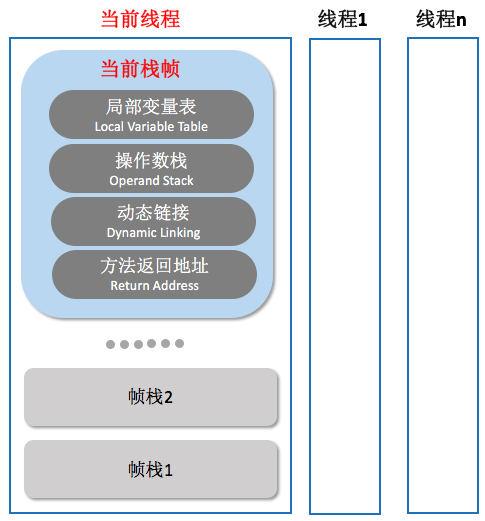 当前线程
线程1
线程n
当前栈帧
局部变量表
Local Variable Table
操作数栈
Operand Stack
动态链接
Dynamic Linking
方法返回地址
Return Address
帧栈2
帧栈1